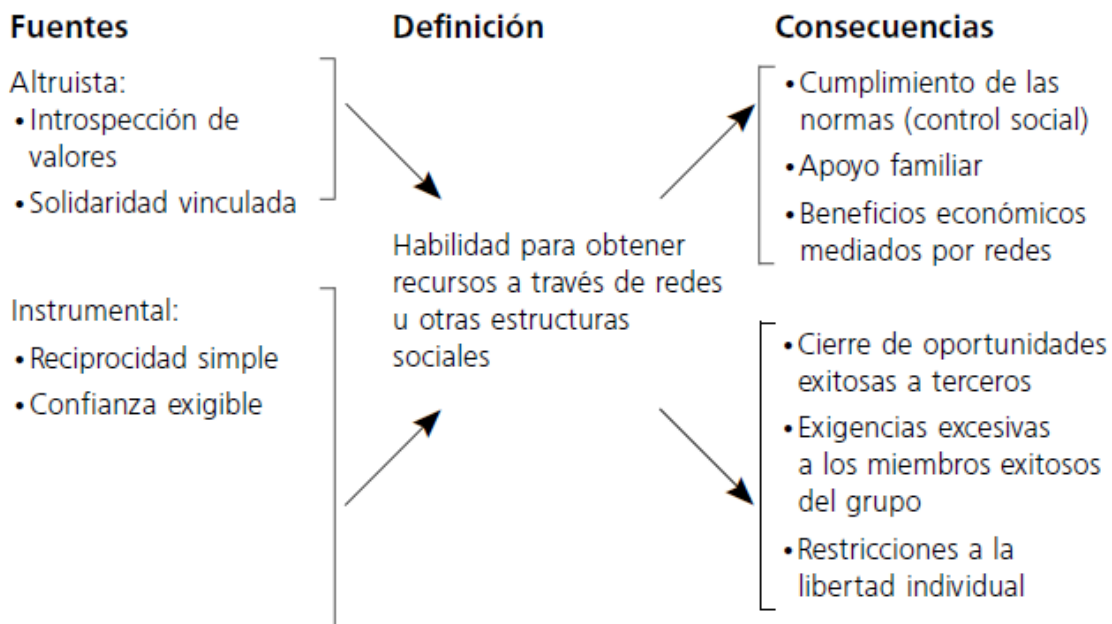 Fuentes
Altruista:
• Introspección de
valores
• Solidaridad vinculada
Instrumental:
• Reciprocidad simple
• Confianza exigible
Definición
Habilidad para obtener
recursos a través de redes
u otras estructuras
sociales
Consecuencias
• Cumplimiento de las
normas (control social)
• Apoyo familiar
• Beneficios económicos
mediados por redes
• Cierre de oportunidades
exitosas a terceros
• Exigencias excesivas
a los miembros exitosos
del grupo
• Restricciones a la
libertad individual